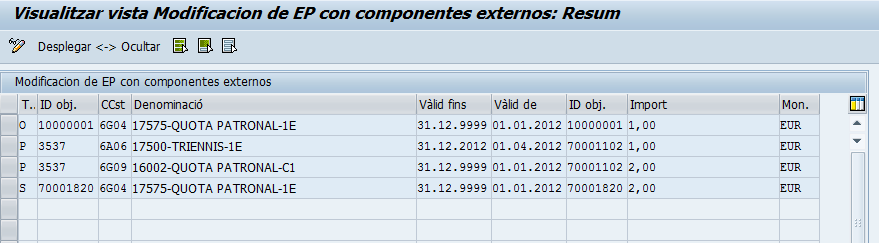 Visualitzar vista Modificacion de EP con componentes externos: Resum
Desplegar <-> Ocultar
Modificacion de EP con componentes externos
T.. ID obj. CCst Denominació Vàlid fins Vàlid de ID obj. Import Mon.
O 10000001 6G04 17575-QUOTA PATRONAL-1E 31.12.9999 01.01.2012 10000001 1,00 EUR
P 3537 6A06 17500-TRIENNIS-1E 31.12.2012 01.04.2012 70001102 1,00 EUR
P 3537 6G09 16002-QUOTA PATRONAL-C1 31.12.9999 01.01.2012 70001102 2,00 EUR
S 70001820 6G04 17575-QUOTA PATRONAL-1E 31.12.9999 01.01.2012 70001820 2,00 EUR